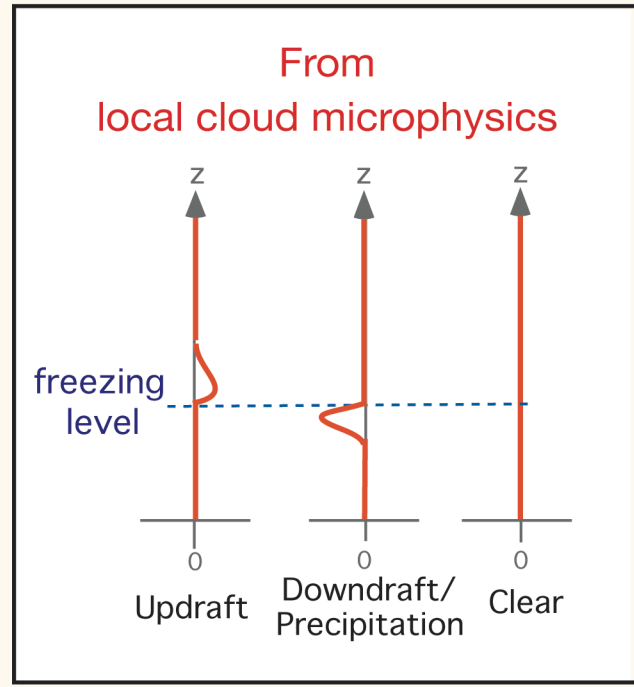 From
local cloud microphysics
z z z
freezing
level
0 0 0
Updraft Downdraft/
Precipitation Clear